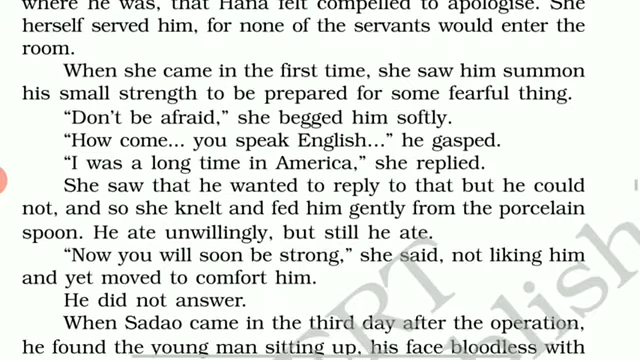 where he was, that Hana felt compelled to apologise. She
herself served him, for none of the servants would enter the
room.
When she came in the first time, she saw him summon
his small strength to be prepared for some fearful thing.
“Don’t be afraid,” she begged him softly.
“How come... you speak English...” he gasped.
“I was a long time in America,” she replied.
She saw that he wanted to reply to that but he could
not, and so she knelt and fed him gently from the porcelain
spoon. He ate unwillingly, but still he ate.
“Now you will soon be strong,” she said, not liking him
and yet moved to comfort him.
He did not answer.
When Sadao came in the third day after the operation,
he found the young man sitting up, his face bloodless with